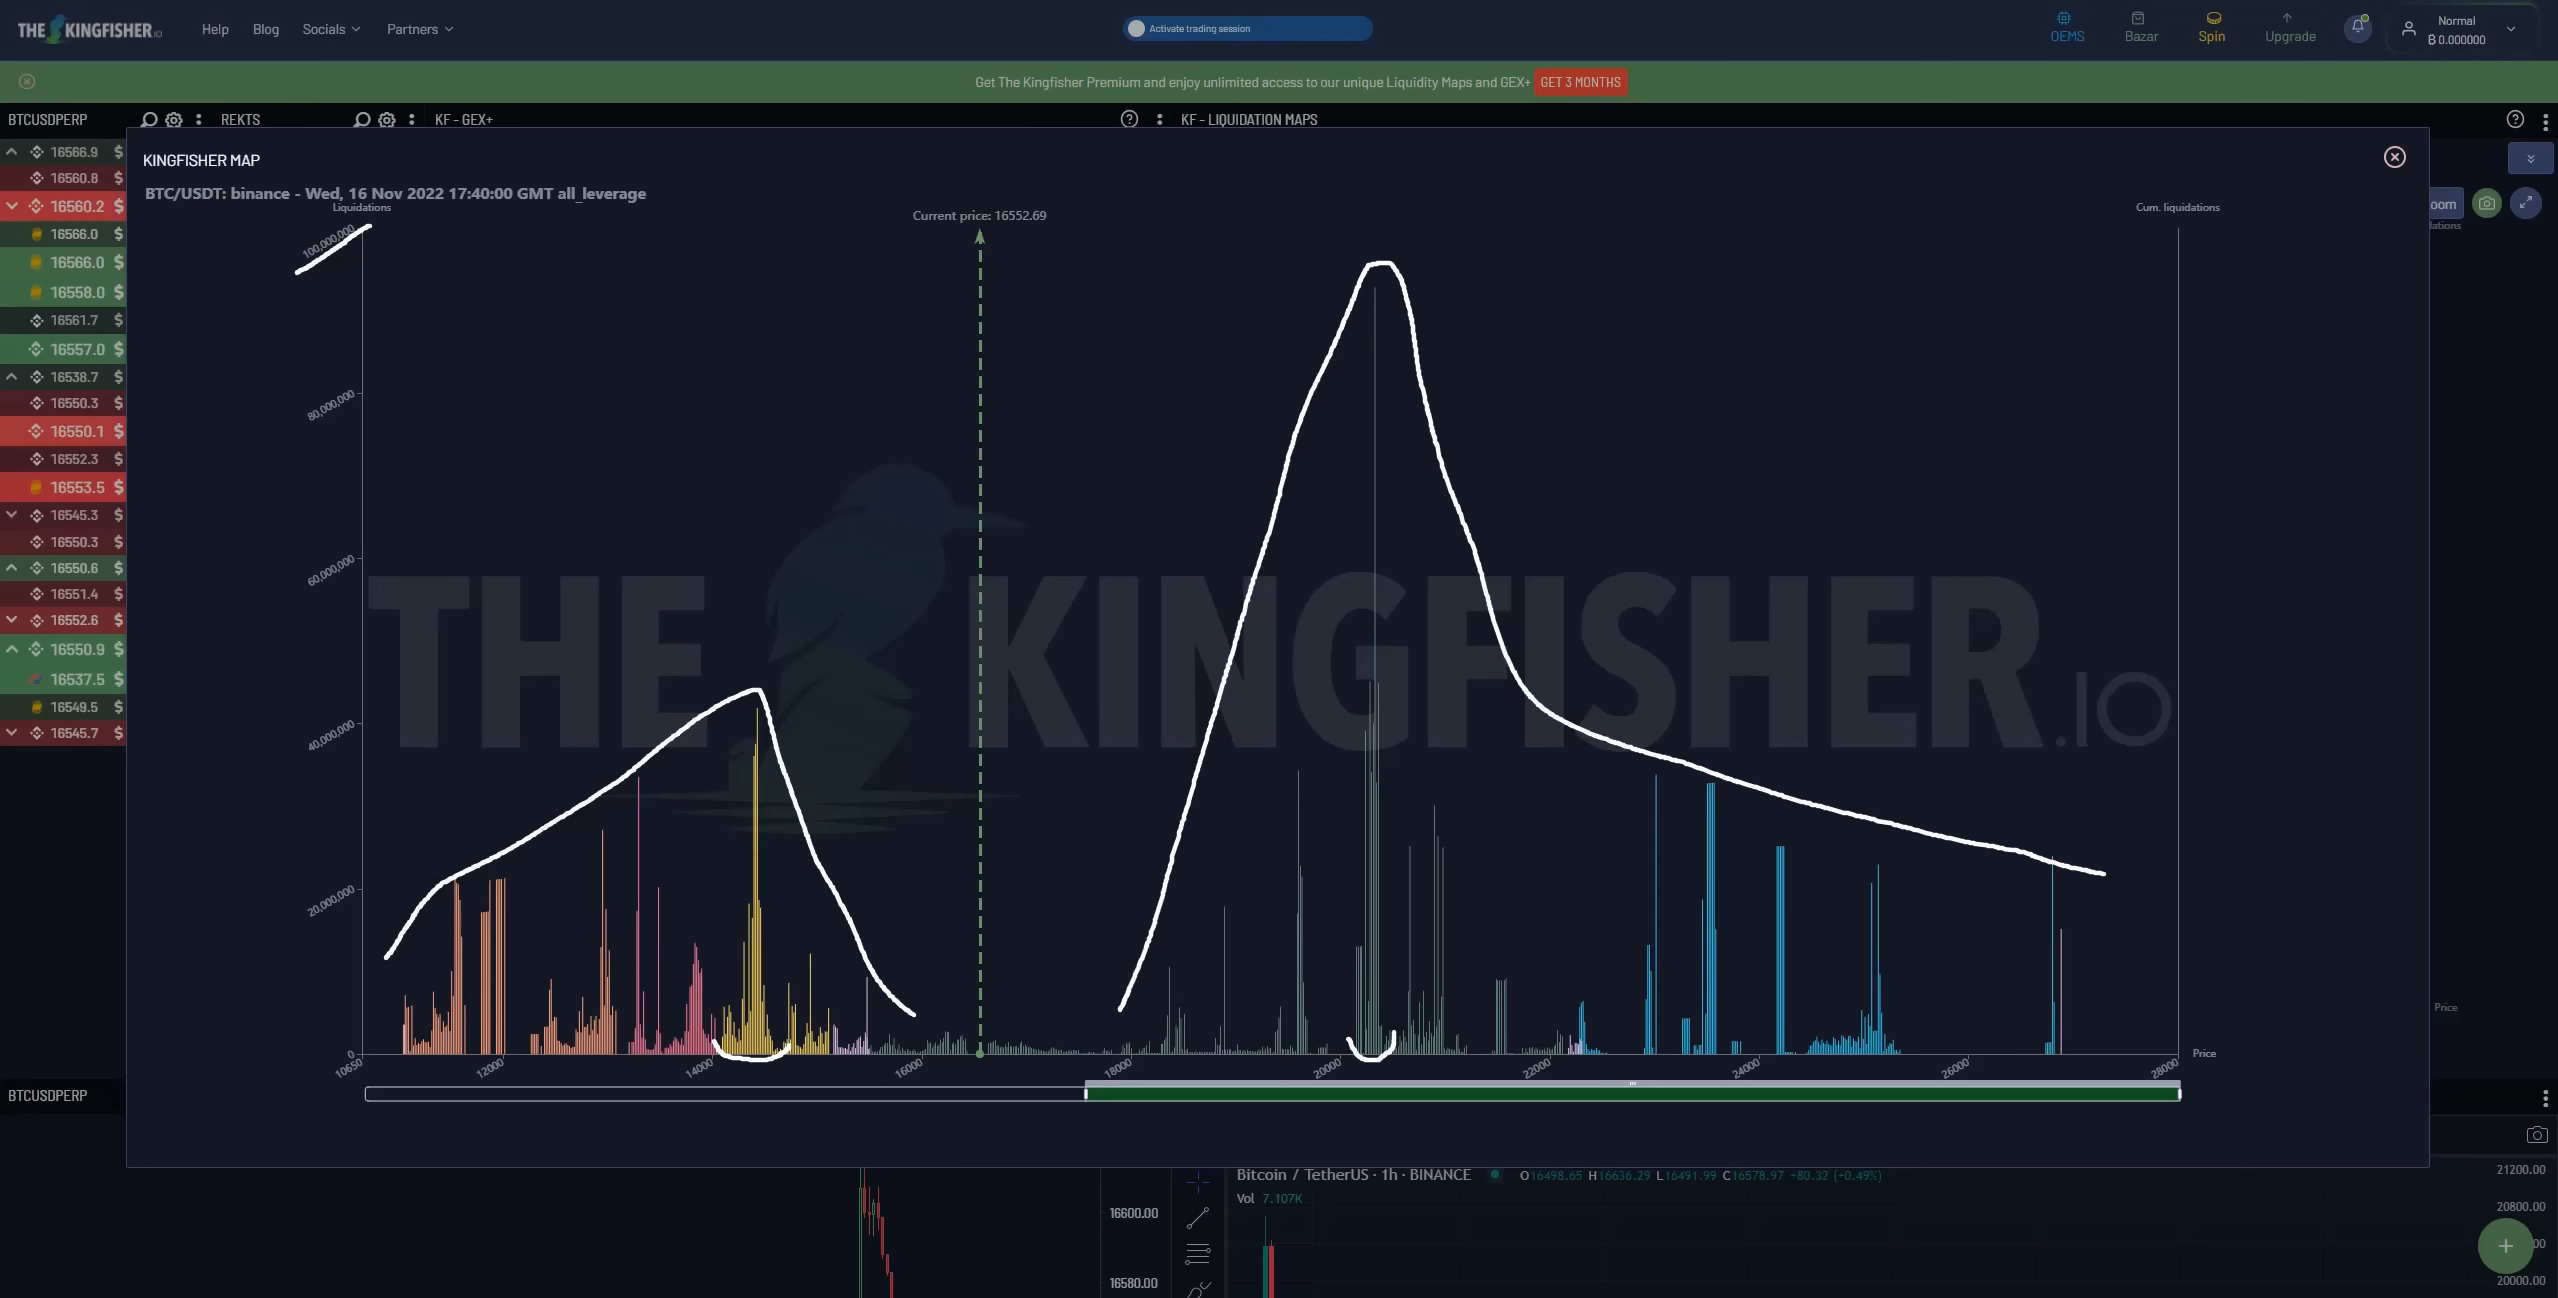 THE KINGFISHER.IO
Help Blog Socials Partners
Activate trading session
OEMS Bazar Spin Upgrade
Normal
₿ 0.000000
Get The Kingfisher Premium and enjoy unlimited access to our unique Liquidity Maps and GEX+ GET 3 MONTHS
BTCUSDPERP REKTS KF - GEX+ KF - LIQUIDATION MAPS
16566.9 $
16560.8 $
16560.2 $
16566.0 $
16566.0 $
16558.0 $
16561.7 $
16557.0 $
16538.7 $
16550.3 $
16550.1 $
16552.3 $
16553.5 $
16545.3 $
16550.3 $
16550.6 $
16551.4 $
16552.6 $
16550.9 $
16537.5 $
16549.5 $
16545.7 $
KINGFISHER MAP
BTC/USDT: binance - Wed, 16 Nov 2022 17:40:00 GMT all_leverage
Liquidations
Current price: 16552.69
Cum. liquidations
100,000,000
80,000,000
60,000,000
40,000,000
20,000,000
0
THE KINGFISHER.IO
10650 12000 14000 16000 18000 20000 22000 24000 26000 28000
Price
oom
lations
Price
BTCUSDPERP
16600.00
16580.00
Bitcoin / TetherUS · 1h · BINANCE O16498.65 H16636.29 L16491.99 C16578.97 +80.32 (+0.49%)
Vol 7.107K
21200.00
20800.00
00
20000.00